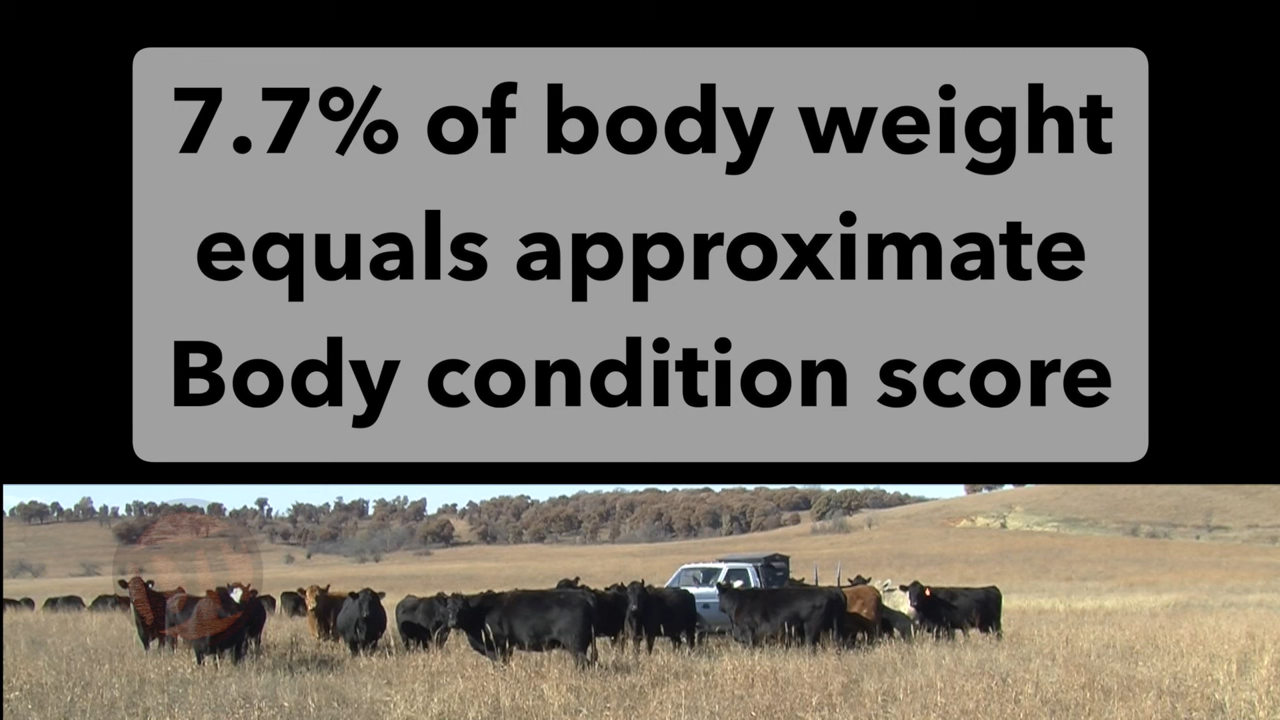 7.7% of body weight
equals approximate
Body condition score